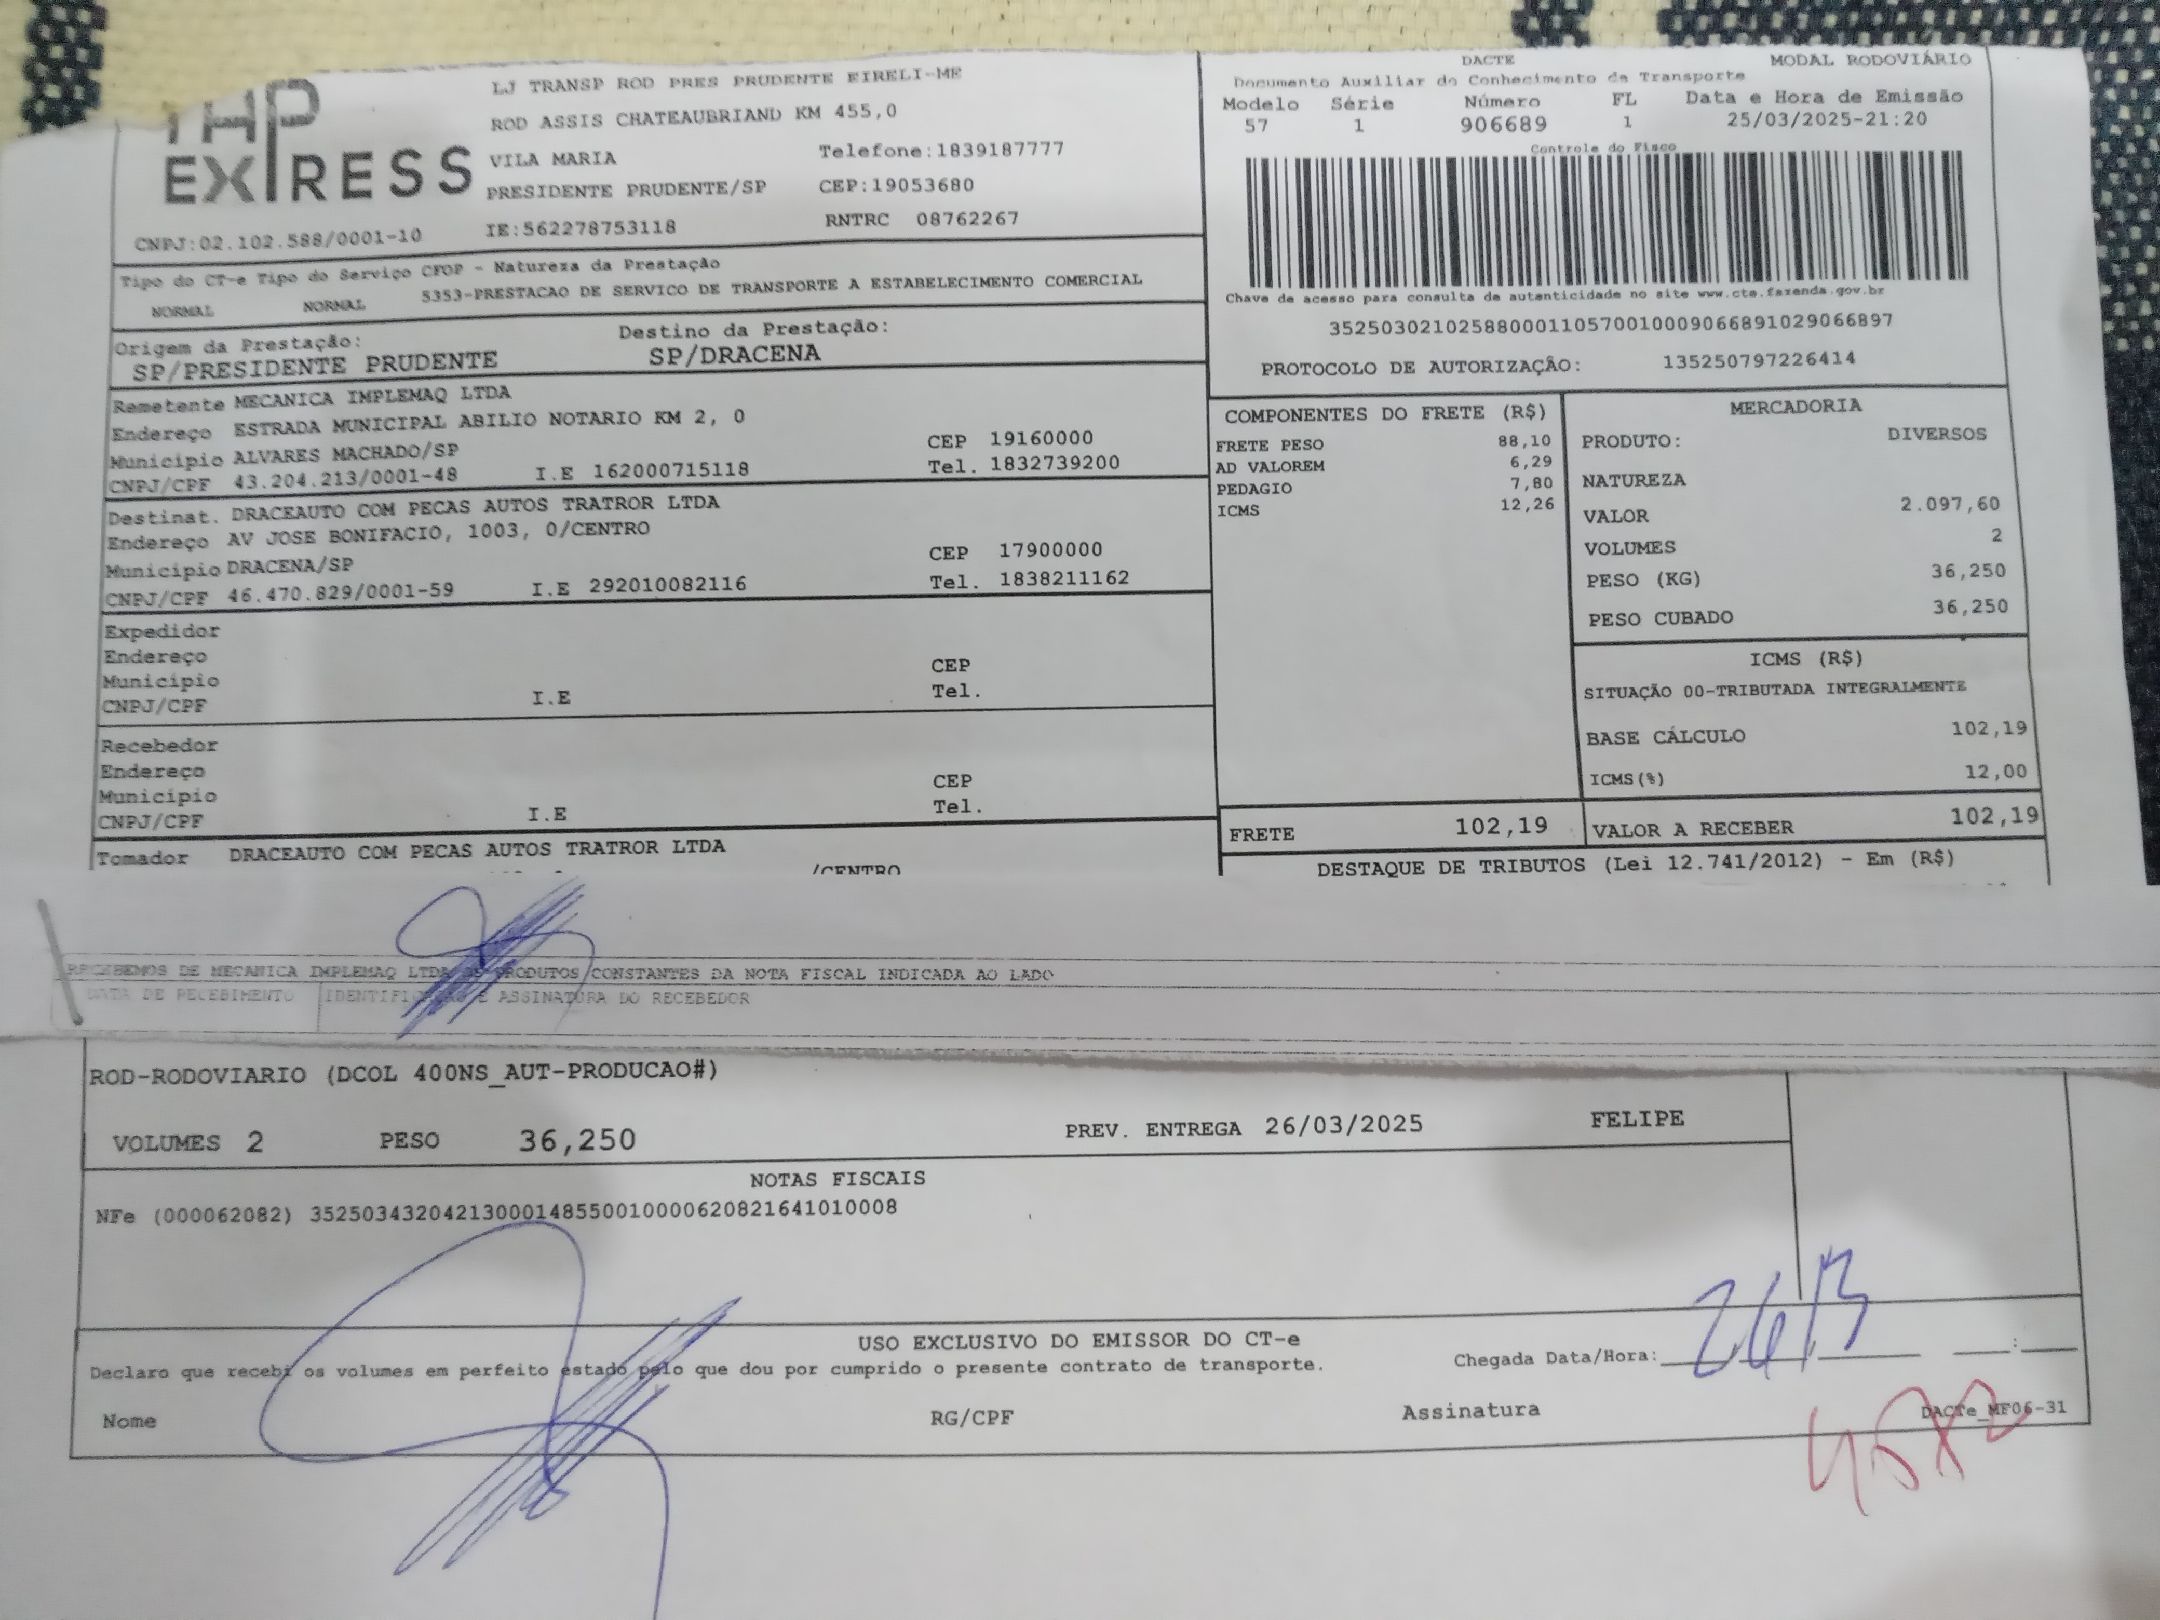 EXPRESS
LJ TRANSP ROD PRES PRUDENTE EIRELI-ME
ROD ASSIS CHATEAUBRIAND KM 455,0
VILA MARIA Telefone:1839187777
PRESIDENTE PRUDENTE/SP CEP:19053680
CNPJ:02.102.588/0001-10 IE:562278753118 RNTRC 08762267
Tipo do CT-e Tipo do Serviço CFOP - Natureza da Prestação
NORMAL NORMAL 5353-PRESTACAO DE SERVICO DE TRANSPORTE A ESTABELECIMENTO COMERCIAL
Origem da Prestação: Destino da Prestação:
SP/PRESIDENTE PRUDENTE SP/DRACENA
Remetente MECANICA IMPLEMAQ LTDA
Endereço ESTRADA MUNICIPAL ABILIO NOTARIO KM 2, 0
Município ALVARES MACHADO/SP CEP 19160000
CNPJ/CPF 43.204.213/0001-48 I.E 162000715118 Tel. 1832739200
Destinat. DRACEAUTO COM PECAS AUTOS TRATROR LTDA
Endereço AV JOSE BONIFACIO, 1003, 0/CENTRO
Município DRACENA/SP CEP 17900000
CNPJ/CPF 46.470.829/0001-59 I.E 292010082116 Tel. 1838211162
Expedidor
Endereço
Município CEP
CNPJ/CPF I.E Tel.
Recebedor
Endereço
Município CEP
CNPJ/CPF I.E Tel.
Tomador DRACEAUTO COM PECAS AUTOS TRATROR LTDA
/CENTRO
DACTE MODAL RODOVIÁRIO
Documento Auxiliar do Conhecimento de Transporte
Modelo Série Número FL Data e Hora de Emissão
57 1 906689 1 25/03/2025-21:20
Controle do Fisco
Chave de acesso para consulta de autenticidade no site www.cte.fazenda.gov.br
35250302102588000110570010009066891029066897
PROTOCOLO DE AUTORIZAÇÃO: 135250797226414
COMPONENTES DO FRETE (R$)
FRETE PESO 88,10
AD VALOREM 6,29
PEDAGIO 7,80
ICMS 12,26
MERCADORIA
PRODUTO: DIVERSOS
NATUREZA
VALOR 2.097,60
VOLUMES 2
PESO (KG) 36,250
PESO CUBADO 36,250
ICMS (R$)
SITUAÇÃO 00-TRIBUTADA INTEGRALMENTE
BASE CÁLCULO 102,19
ICMS(%) 12,00
FRETE 102,19 VALOR A RECEBER 102,19
DESTAQUE DE TRIBUTOS (Lei 12.741/2012) - Em (R$)
RECEBEMOS DE MECANICA IMPLEMAQ LTDA PRODUTOS CONSTANTES DA NOTA FISCAL INDICADA AO LADO
DATA DE RECEBIMENTO IDENTIFICAÇÃO E ASSINATURA DO RECEBEDOR
ROD-RODOVIARIO (DCOL 400NS_AUT-PRODUCAO#)
VOLUMES 2 PESO 36,250 PREV. ENTREGA 26/03/2025 FELIPE
NOTAS FISCAIS
NFe (000062082) 35250343204213000148550010000620821641010008
USO EXCLUSIVO DO EMISSOR DO CT-e
Declaro que recebi os volumes em perfeito estado pelo que dou por cumprido o presente contrato de transporte. Chegada Data/Hora: 26/3 :
Nome RG/CPF Assinatura DACTe_MF06-31